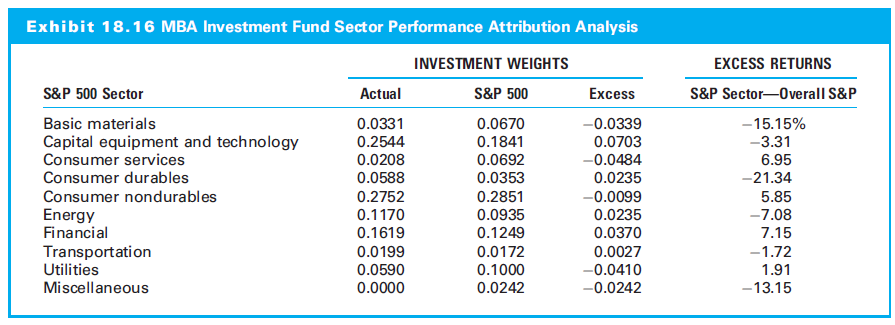 Exhibit 18.16 MBA Investment Fund Sector Performance Attribution Analysis
INVESTMENT WEIGHTS EXCESS RETURNS
S&P 500 Sector Actual S&P 500 Excess S&P Sector—Overall S&P
Basic materials 0.0331 0.0670 −0.0339 −15.15%
Capital equipment and technology 0.2544 0.1841 0.0703 −3.31
Consumer services 0.0208 0.0692 −0.0484 6.95
Consumer durables 0.0588 0.0353 0.0235 −21.34
Consumer nondurables 0.2752 0.2851 −0.0099 5.85
Energy 0.1170 0.0935 0.0235 −7.08
Financial 0.1619 0.1249 0.0370 7.15
Transportation 0.0199 0.0172 0.0027 −1.72
Utilities 0.0590 0.1000 −0.0410 1.91
Miscellaneous 0.0000 0.0242 −0.0242 −13.15